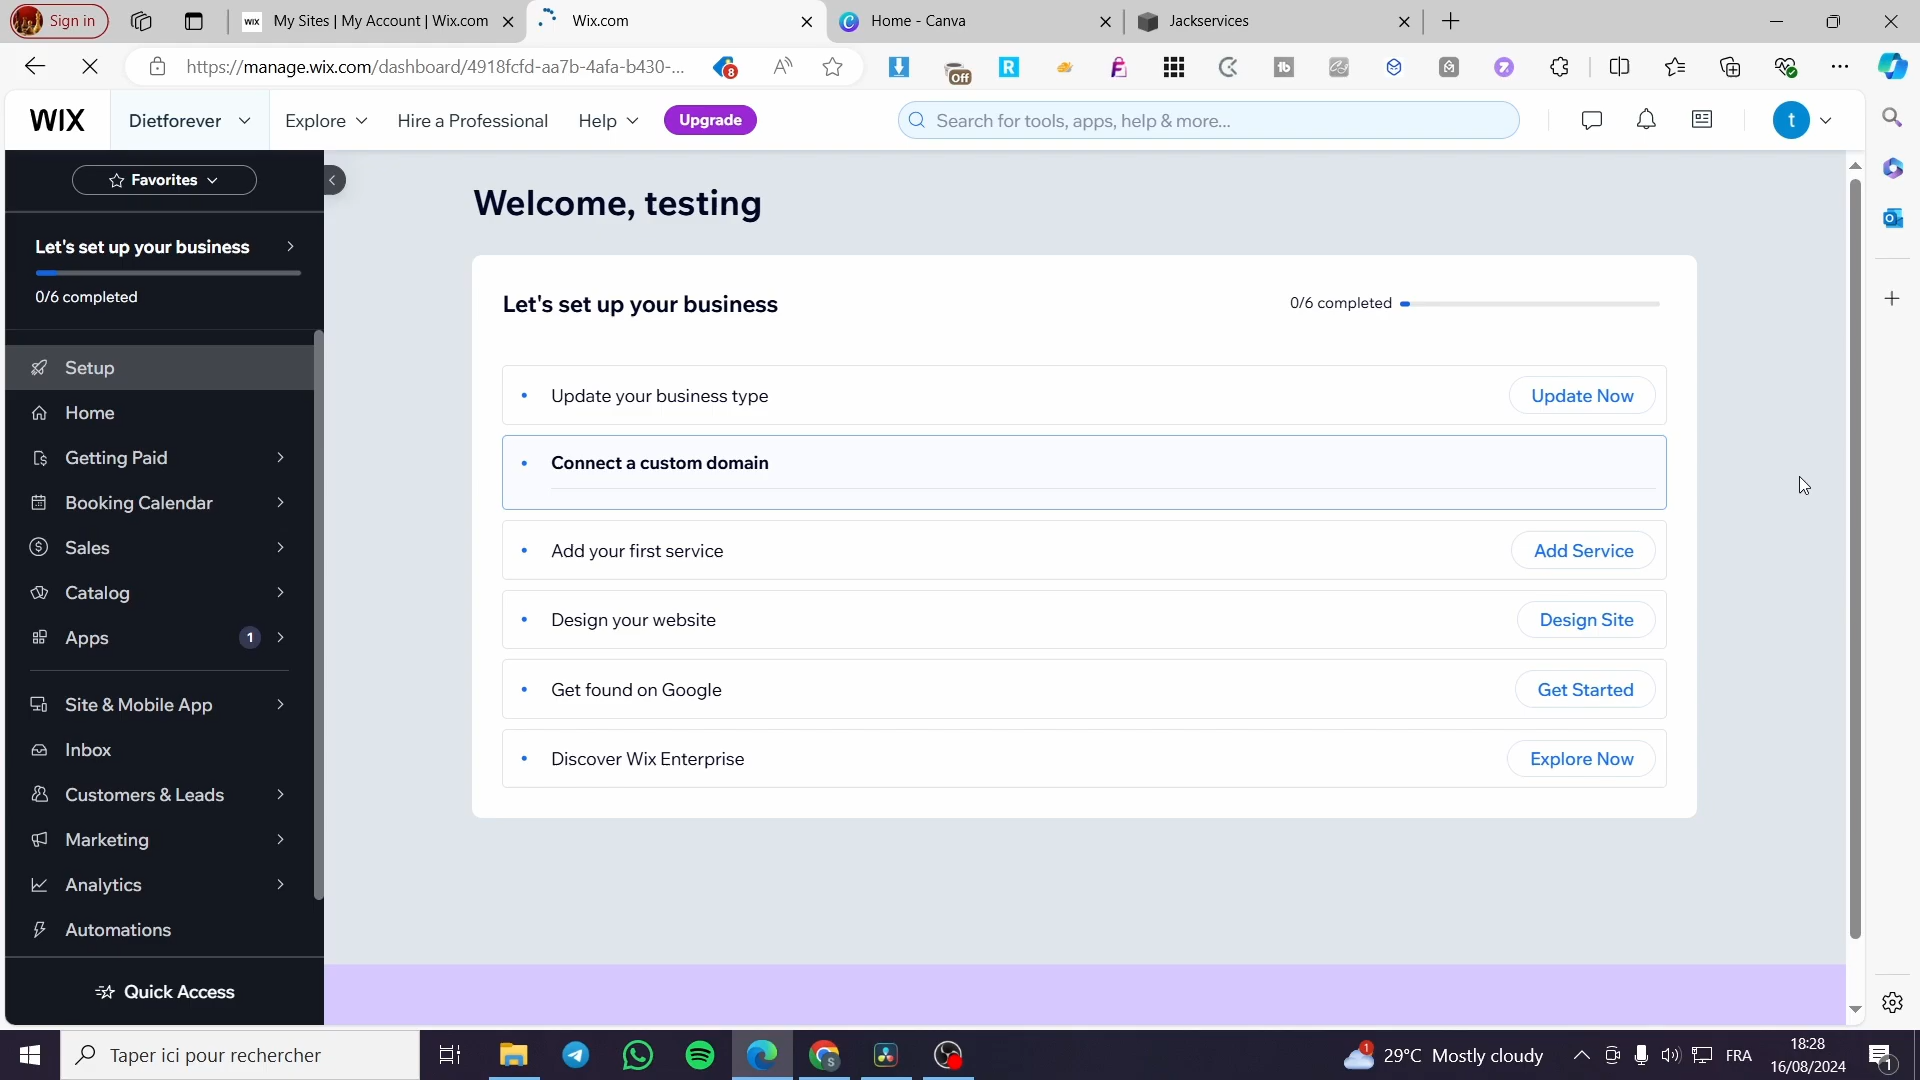 Sign in
WIX My Sites | My Account | Wix.com
Wix.com
Home - Canva
Jackservices
https://manage.wix.com/dashboard/4918fcfd-aa7b-4afa-b430-...
8
Off
R
WIX
Dietforever
Explore
Hire a Professional
Help
Upgrade
Search for tools, apps, help & more...
t
Favorites
Let's set up your business
0/6 completed
Setup
Home
Getting Paid
Booking Calendar
Sales
Catalog
Apps 1
Site & Mobile App
Inbox
Customers & Leads
Marketing
Analytics
Automations
Quick Access
Welcome, testing
Let's set up your business
0/6 completed
Update your business type
Update Now
Connect a custom domain
Add your first service
Add Service
Design your website
Design Site
Get found on Google
Get Started
Discover Wix Enterprise
Explore Now
Taper ici pour rechercher
1
29°C Mostly cloudy
FRA
18:28
16/08/2024
1